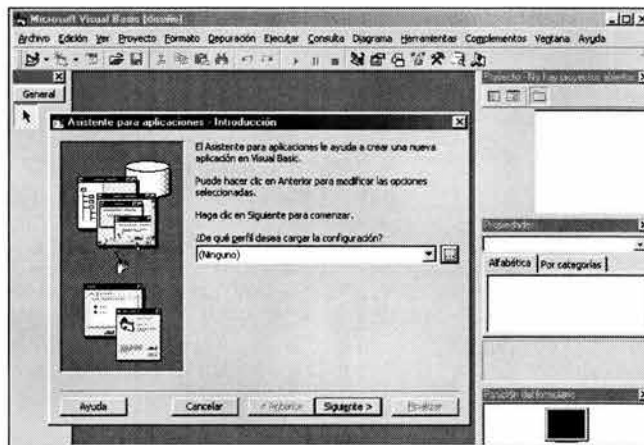 Microsoft Visual Basic [diseño]
Archivo Edición Ver Proyecto Formato Depuración Ejecutar Consulta Diagrama Herramientas Complementos Ventana Ayuda
Proyecto - No hay proyectos abiertos
General
Asistente para aplicaciones - Introducción
El Asistente para aplicaciones le ayuda a crear una nueva
aplicación en Visual Basic.
Puede hacer clic en Anterior para modificar las opciones
seleccionadas.
Haga clic en Siguiente para comenzar.
¿De qué perfil desea cargar la configuración?
(Ninguno)
Propiedades
Alfabética Por categorías
Ayuda Cancelar < Anterior Siguiente > Finalizar
Posición del formulario